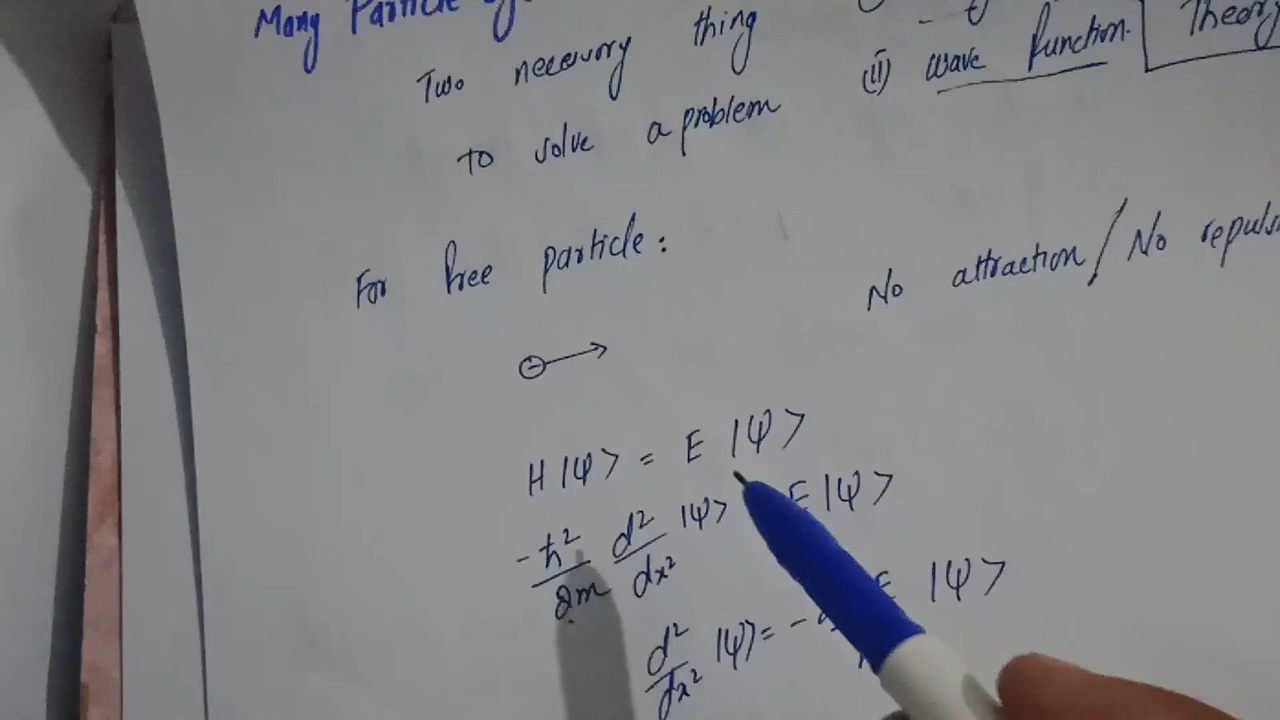 Many Particle
Two necessary thing
to solve a problem
(ii) wave function.
Theory
For free particle:
No attraction / No repuls
H |ψ> = E |ψ>
-ħ²/2m d²/dx² |ψ> E |ψ>
d²/dx² |ψ> = - E |ψ>